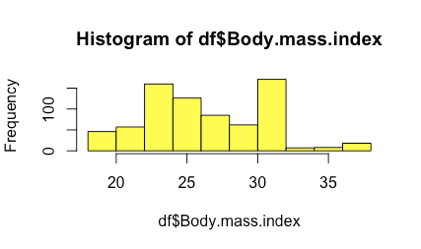 Histogram of df$Body.mass.index
Frequency
100
0
20 25 30 35
df$Body.mass.index